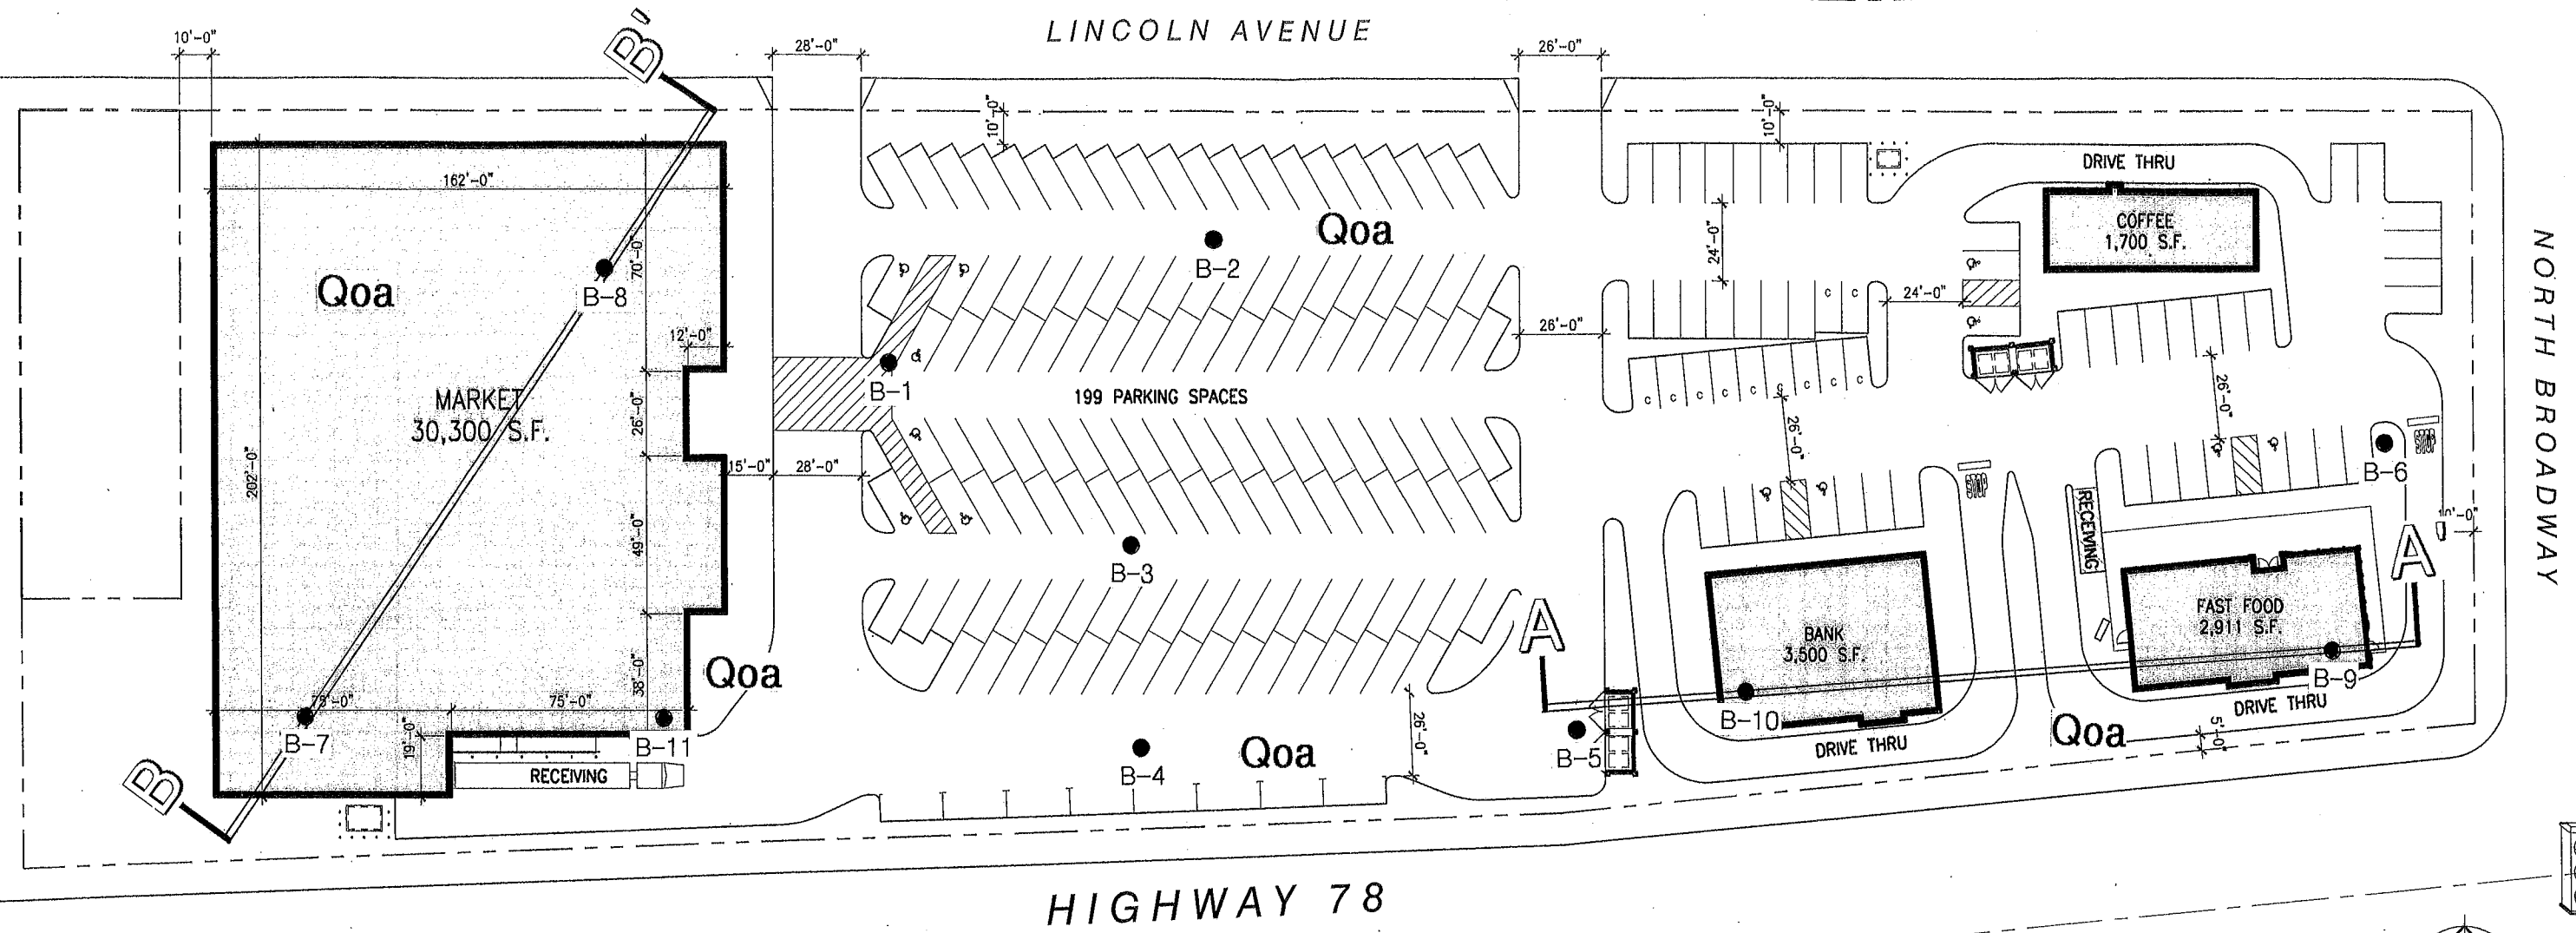 LINCOLN AVENUE
10'-0"
28'-0"
26'-0"
B'
10'-0"
10'-0"
DRIVE THRU
162'-0"
COFFEE
1,700 S.F.
Qoa
B-2
24'-0"
70'-0"
B-8
Qoa
C C
24'-0"
12'-0"
26'-0"
B-1
MARKET
30,300 S.F.
199 PARKING SPACES
26'-0"
C C C C C C C C C
26'-0"
26'-0"
NORTH BROADWAY
B-6
STOP
STOP
202'-0"
15'-0"
28'-0"
49'-0"
RECEIVING
10'-0"
A
B-3
FAST FOOD
2,911 S.F.
A
BANK
3,500 S.F.
Qoa
38'-0"
75'-0"
75'-0"
B-9
DRIVE THRU
B-7
19'-0"
B-11
B-10
Qoa
5'-0"
26'-0"
B-4
Qoa
B-5
DRIVE THRU
RECEIVING
B
HIGHWAY 78